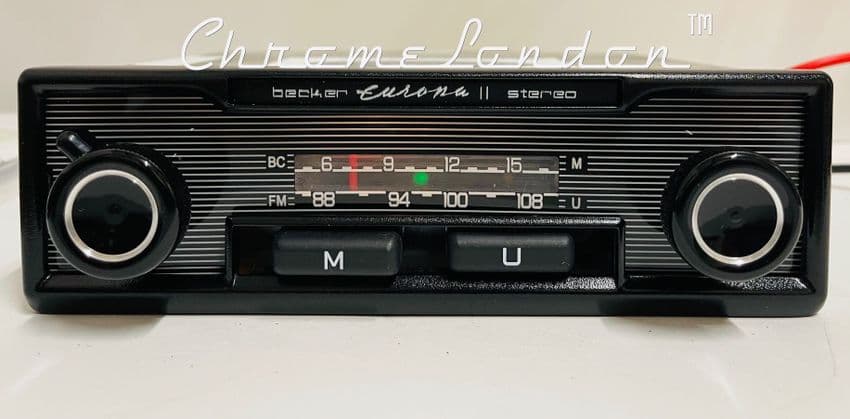 ChromeLondon™
becker europa II stereo
BC 6 9 12 15 M
FM 88 94 100 108 U
M U